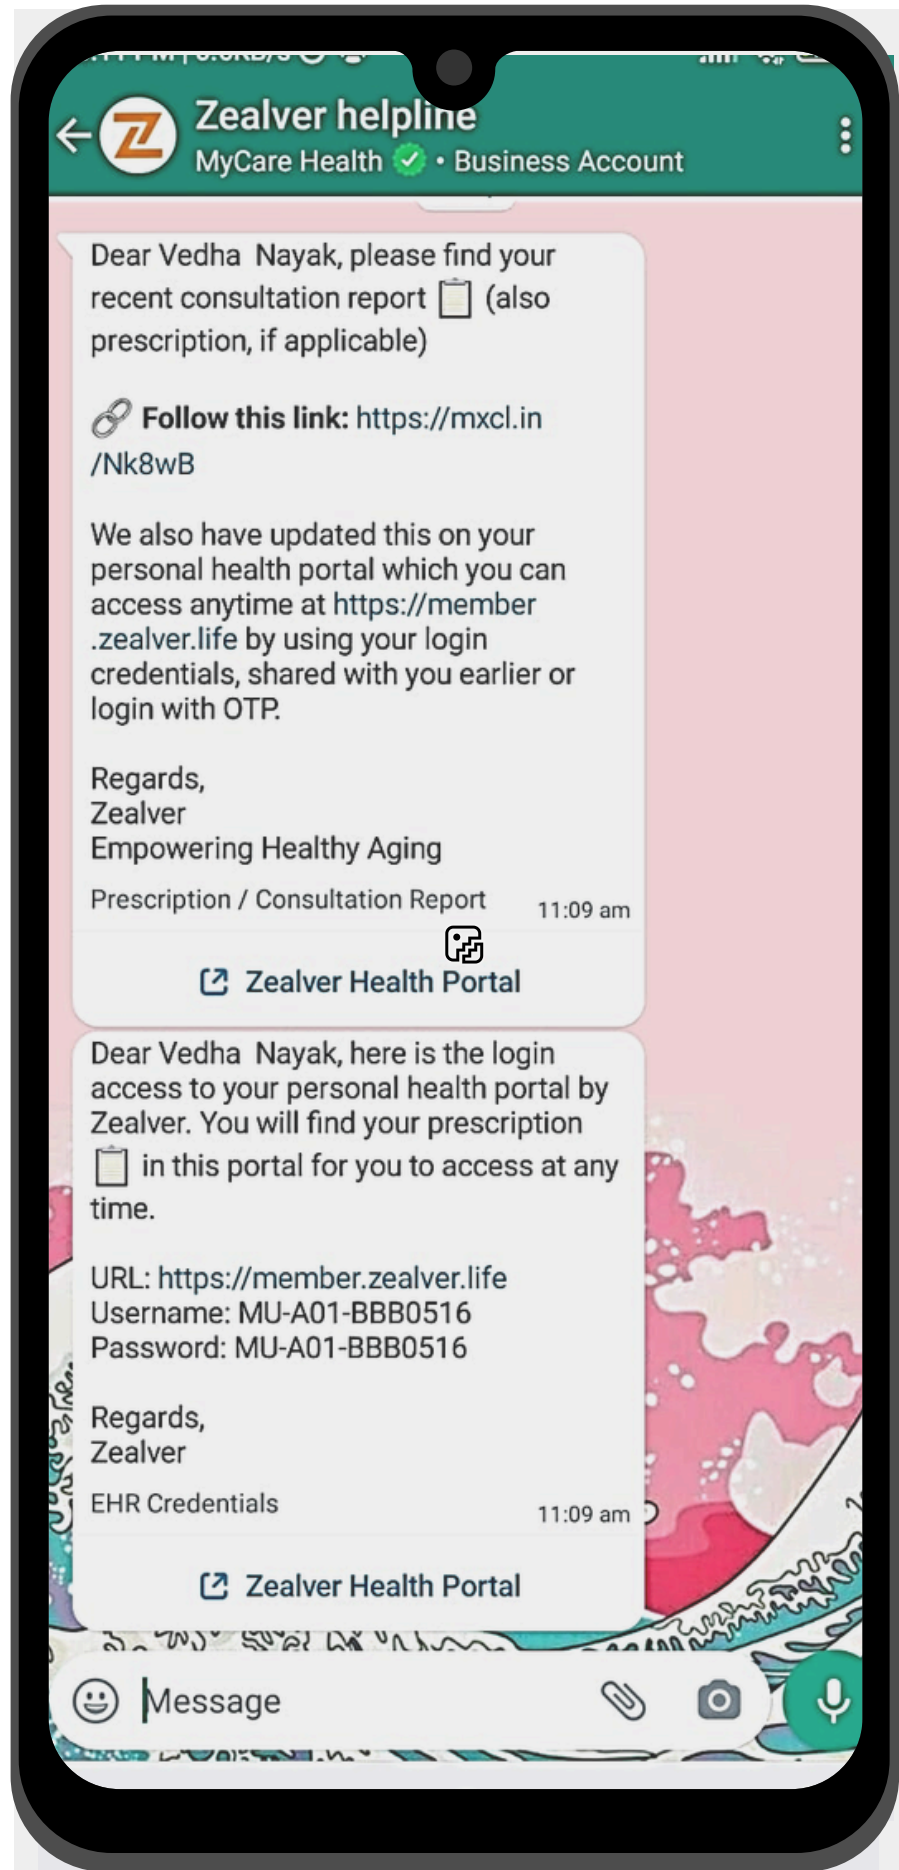 Zealver helpline
MyCare Health • Business Account
Dear Vedha Nayak, please find your
recent consultation report 📋 (also
prescription, if applicable)
🔗 Follow this link: https://mxcl.in
/Nk8wB
We also have updated this on your
personal health portal which you can
access anytime at https://member
.zealver.life by using your login
credentials, shared with you earlier or
login with OTP.
Regards,
Zealver
Empowering Healthy Aging
Prescription / Consultation Report 11:09 am
Zealver Health Portal
Dear Vedha Nayak, here is the login
access to your personal health portal by
Zealver. You will find your prescription
📋 in this portal for you to access at any
time.
URL: https://member.zealver.life
Username: MU-A01-BBB0516
Password: MU-A01-BBB0516
Regards,
Zealver
EHR Credentials 11:09 am
Zealver Health Portal
Message